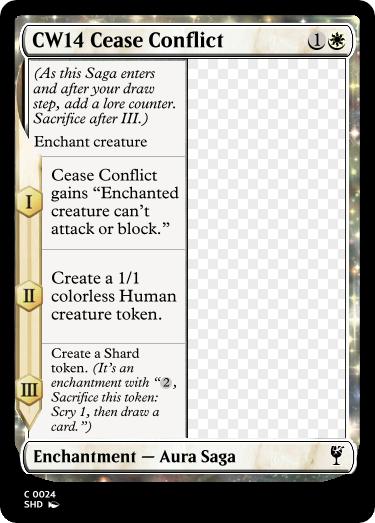 CW14 Cease Conflict 1
(As this Saga enters
and after your draw
step, add a lore counter.
Sacrifice after III.)
Enchant creature
I
Cease Conflict
gains “Enchanted
creature can’t
attack or block.”
II
Create a 1/1
colorless Human
creature token.
III
Create a Shard
token. (It’s an
enchantment with “2,
Sacrifice this token:
Scry 1, then draw a
card.”)
Enchantment — Aura Saga
C 0024
SHD